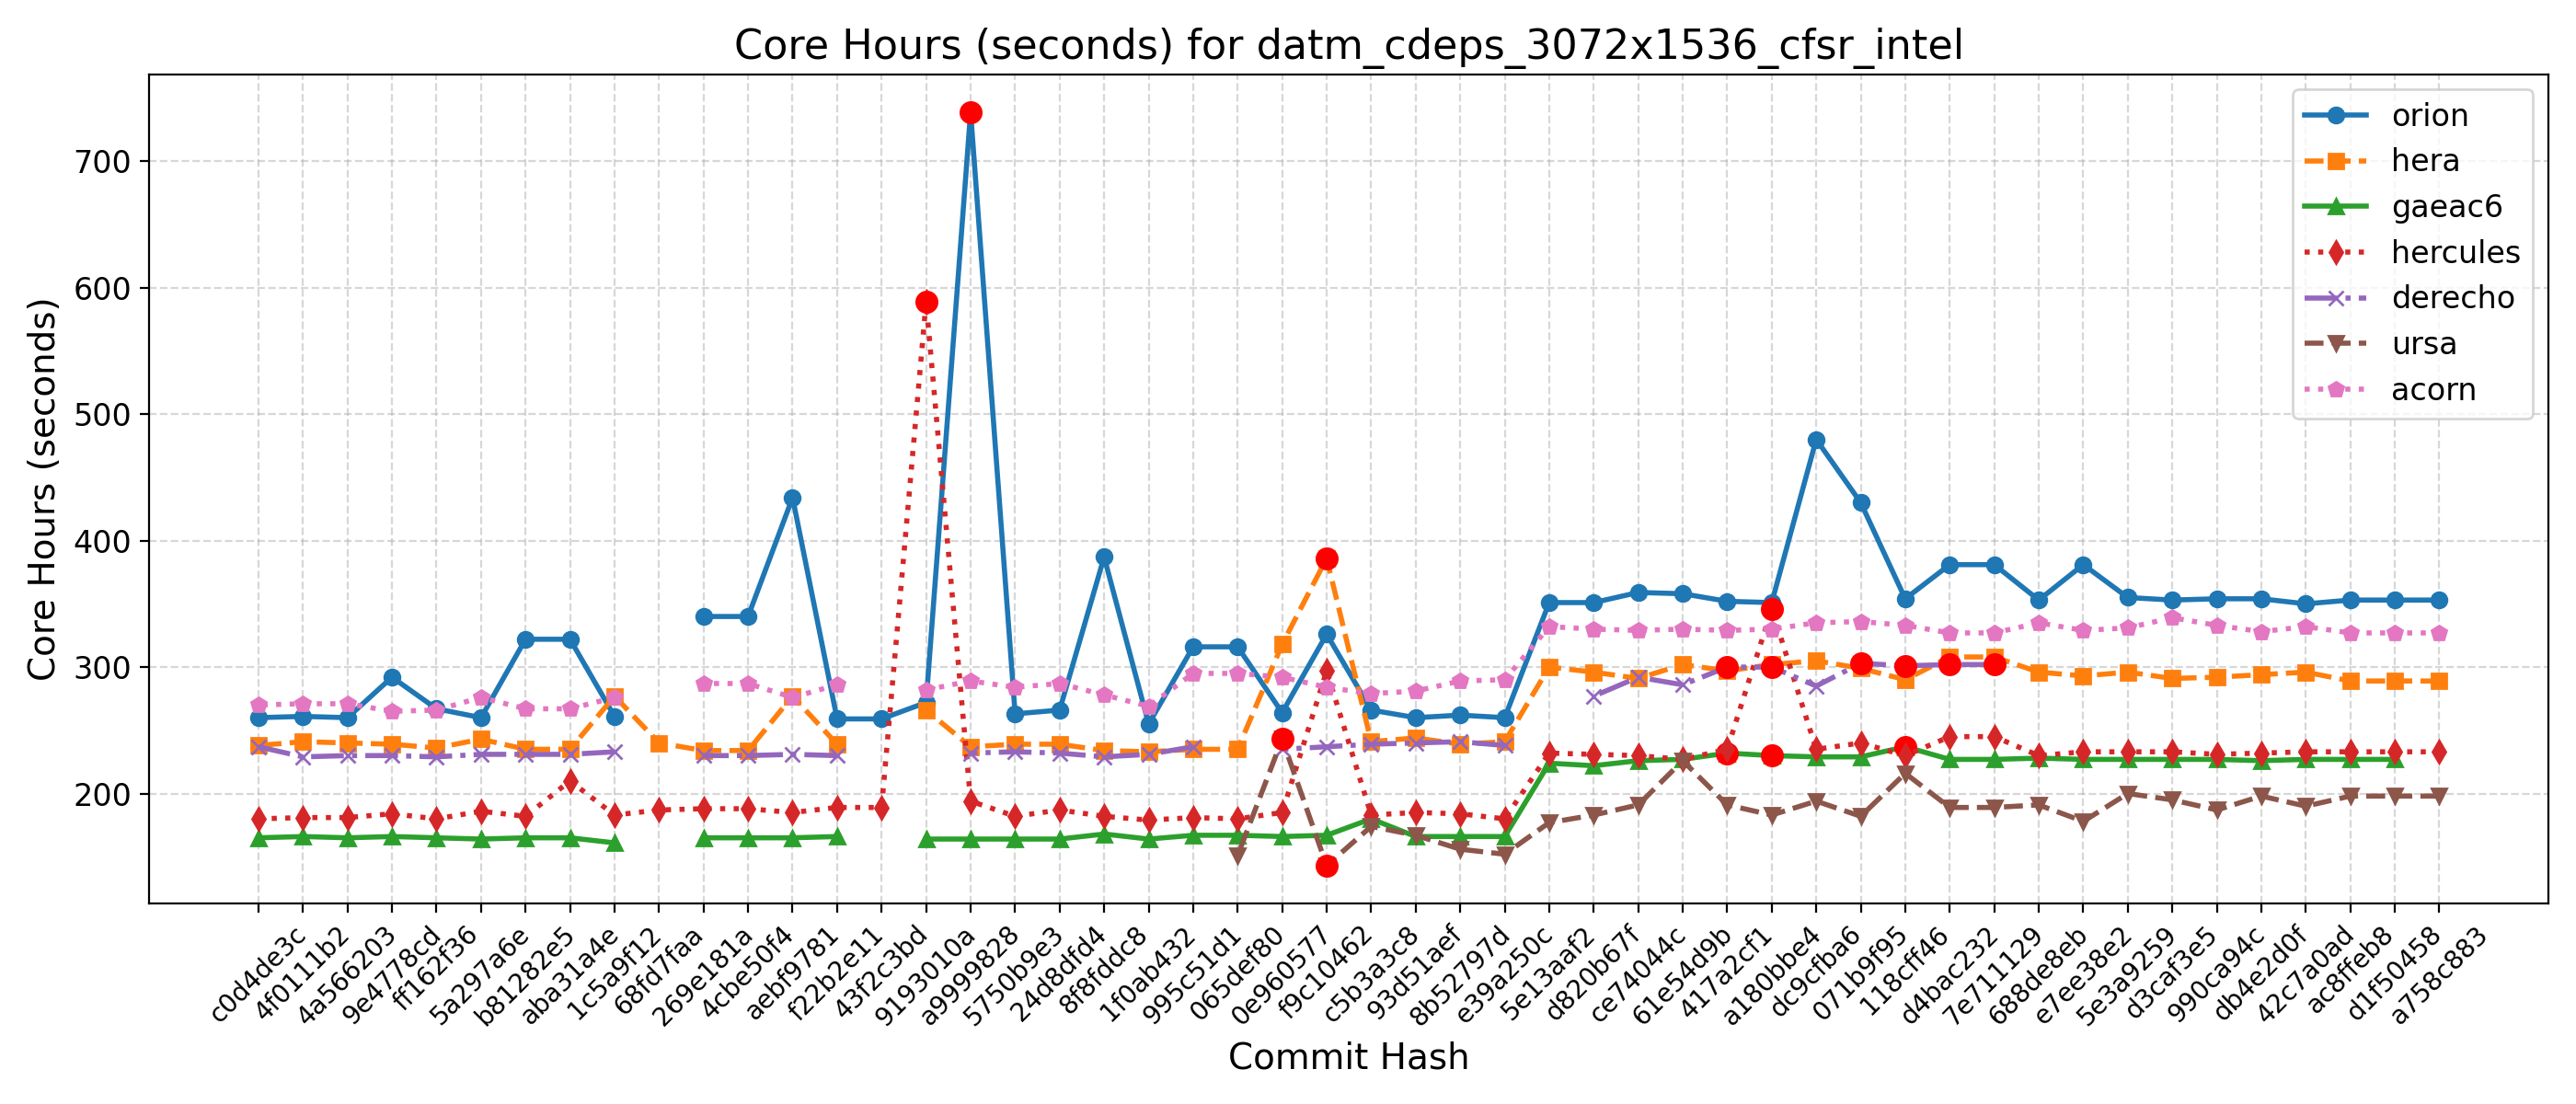 Core Hours (seconds) for datm_cdeps_3072x1536_cfsr_intel
Core Hours (seconds)
700
600
500
400
300
200
orion
hera
gaeac6
hercules
derecho
ursa
acorn
c0d4de3c
4f0111b2
4a566203
9e4778cd
ff162f36
5a297a6e
b81282e5
aba31a4e
1c5a9f12
68fd7faa
269e181a
4cbe50f4
aebf9781
f22b2e11
43f2c3bd
9193010a
a9999828
5750b9e3
24d8dfd4
8f8fddc8
1f0ab432
995c51d1
065def80
0e960577
f9c10462
c5b3a3c8
93d51aef
8b52797d
e39a250c
5e13aaf2
d820b67f
ce74044c
61e54d9b
417a2cf1
a180bbe4
dc9cfba6
071b9f95
118cff46
d4bac232
7e711129
688de8eb
e7ee38e2
5e3a9259
d3caf3e5
990ca94c
db4e2d0f
42c7a0ad
ac8ffeb8
d1f50458
a758c883
Commit Hash